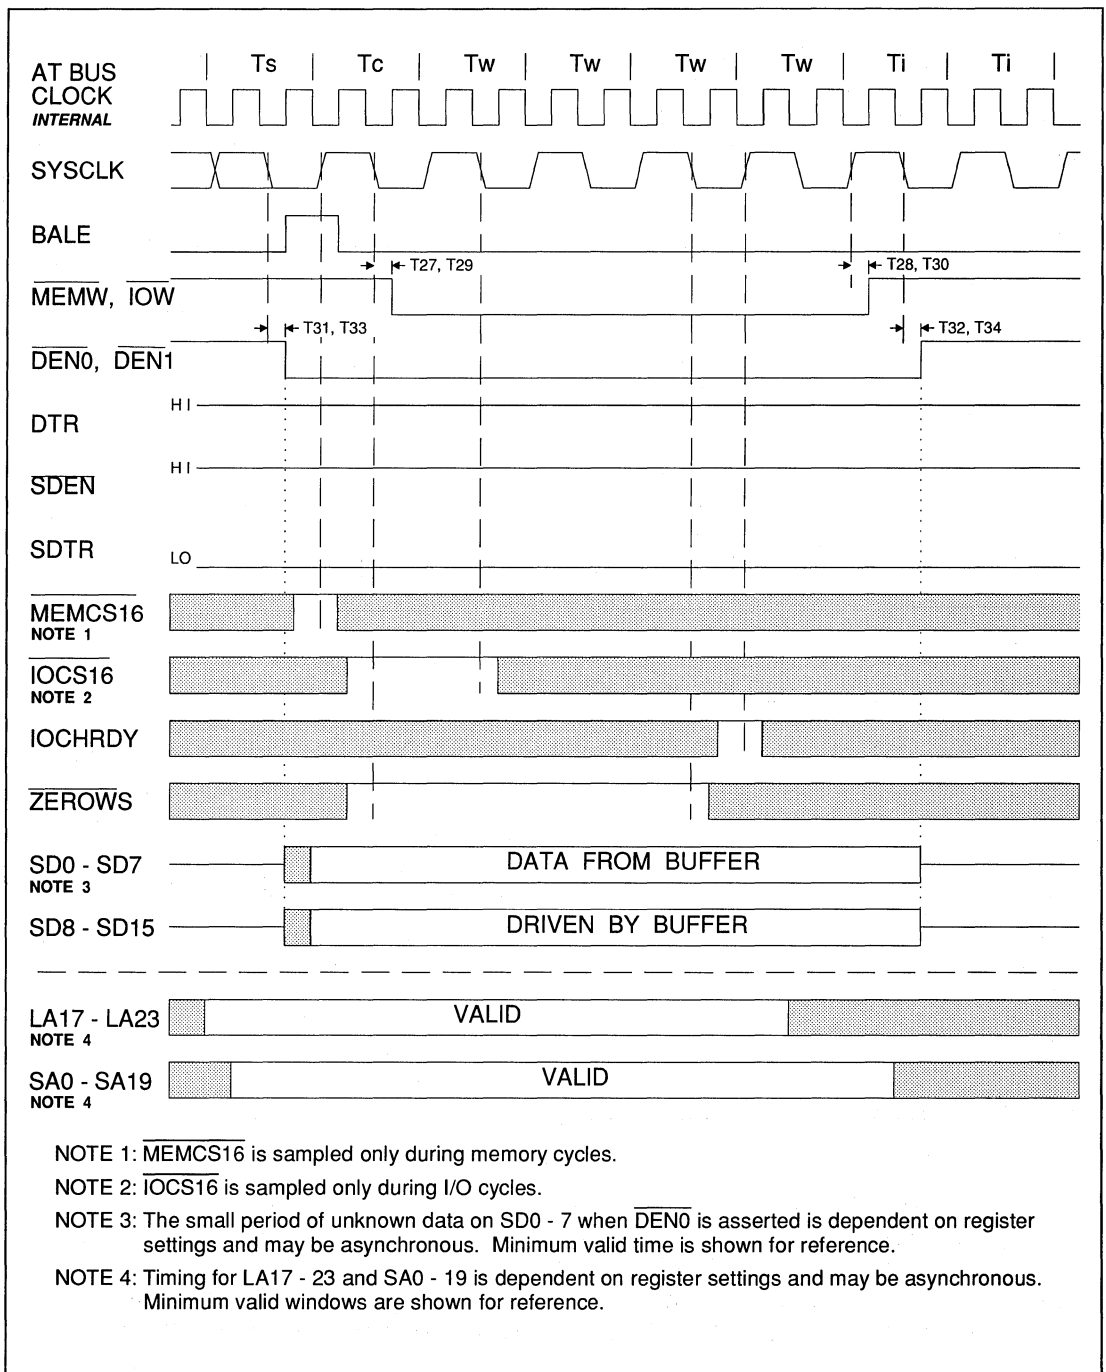 Ts Tc Tw Tw Tw Tw Ti Ti
AT BUS
CLOCK
INTERNAL
SYSCLK
BALE
T27, T29
T28, T30
MEMW, IOW
T31, T33
T32, T34
DEN0, DEN1
HI
DTR
HI
SDEN
SDTR
LO
MEMCS16
NOTE 1
IOCS16
NOTE 2
IOCHRDY
ZEROWS
SD0 - SD7
NOTE 3
DATA FROM BUFFER
SD8 - SD15
DRIVEN BY BUFFER
LA17 - LA23
NOTE 4
VALID
SA0 - SA19
NOTE 4
VALID
NOTE 1: MEMCS16 is sampled only during memory cycles.
NOTE 2: IOCS16 is sampled only during I/O cycles.
NOTE 3: The small period of unknown data on SD0 - 7 when DEN0 is asserted is dependent on register
settings and may be asynchronous. Minimum valid time is shown for reference.
NOTE 4: Timing for LA17 - 23 and SA0 - 19 is dependent on register settings and may be asynchronous.
Minimum valid windows are shown for reference.